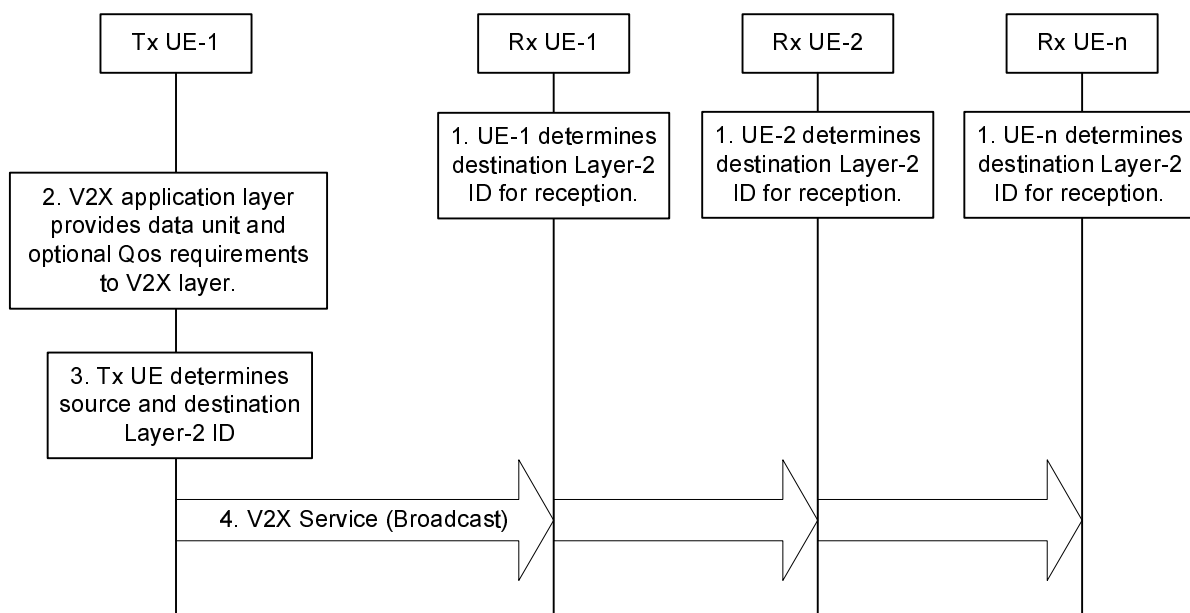 Tx UE-1
Rx UE-1
Rx UE-2
Rx UE-n
1. UE-1 determines
destination Layer-2
ID for reception.
1. UE-2 determines
destination Layer-2
ID for reception.
1. UE-n determines
destination Layer-2
ID for reception.
2. V2X application layer
provides data unit and
optional Qos requirements
to V2X layer.
3. Tx UE determines
source and destination
Layer-2 ID
4. V2X Service (Broadcast)